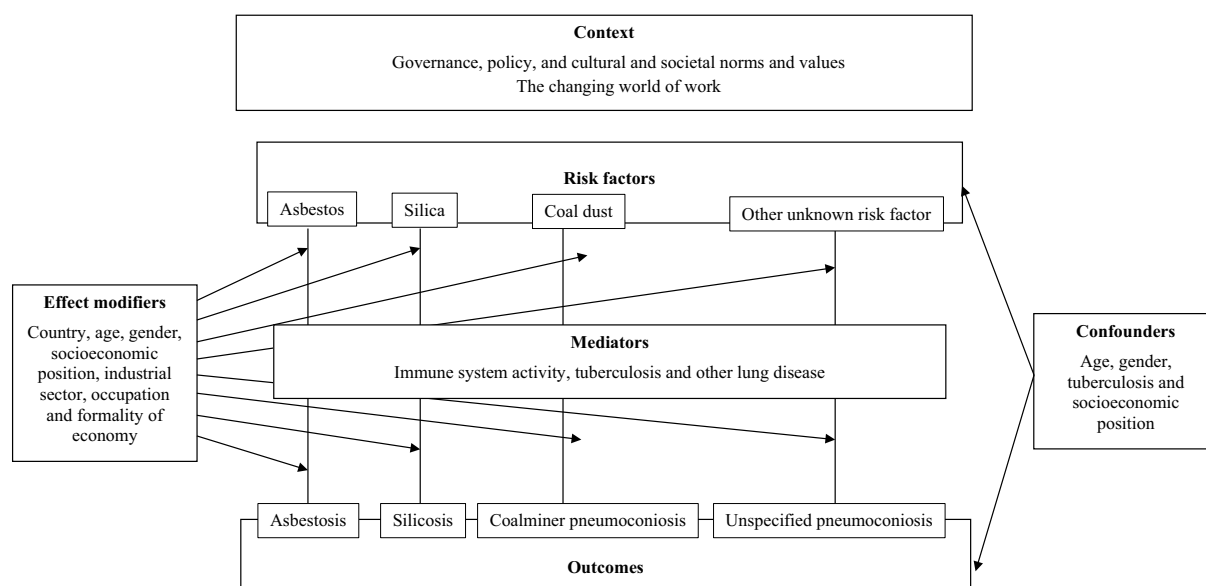 Context
Governance, policy, and cultural and societal norms and values
The changing world of work
Risk factors
Asbestos
Silica
Coal dust
Other unknown risk factor
Effect modifiers
Country, age, gender,
socioeconomic
position, industrial
sector, occupation
and formality of
economy
Mediators
Immune system activity, tuberculosis and other lung disease
Confounders
Age, gender,
tuberculosis and
socioeconomic
position
Asbestosis
Silicosis
Coalminer pneumoconiosis
Unspecified pneumoconiosis
Outcomes